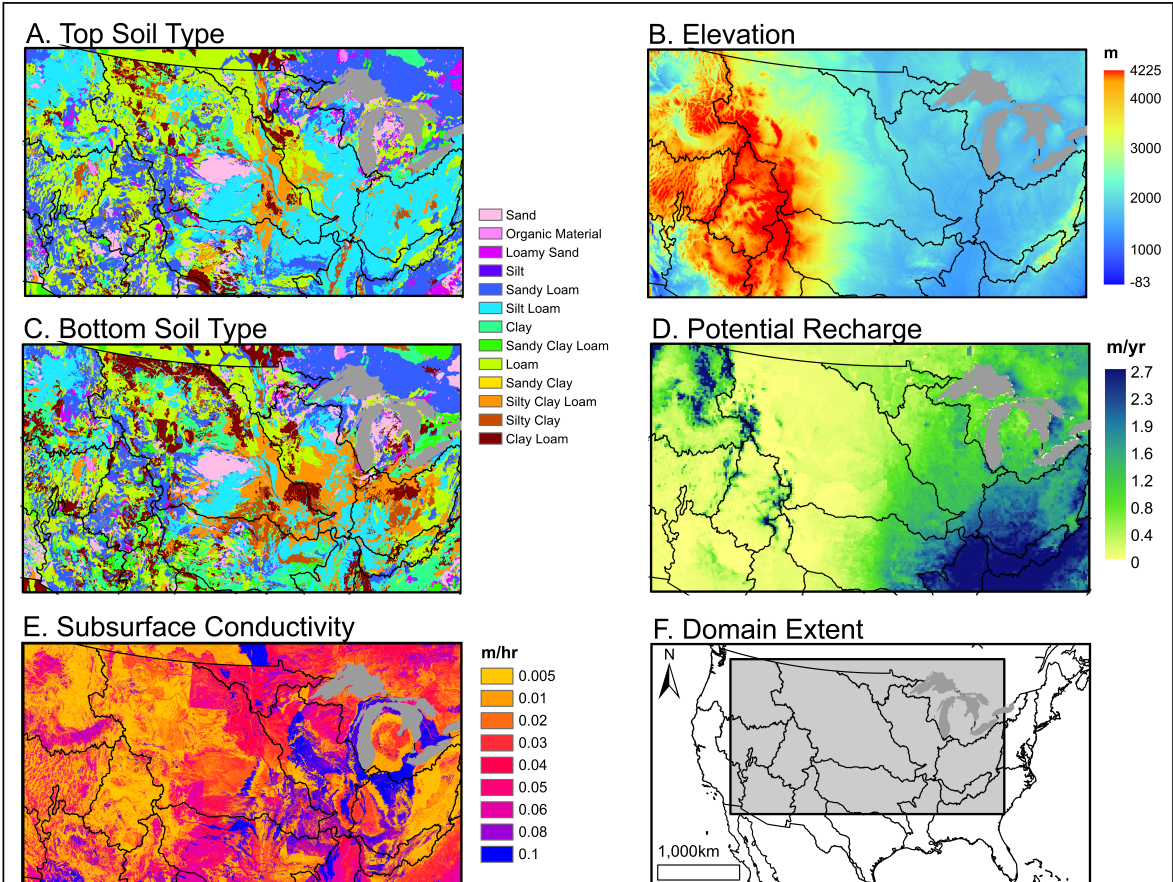 A. Top Soil Type
B. Elevation
m
4225
4000
3000
2000
1000
-83
Sand
Organic Material
Loamy Sand
Silt
Sandy Loam
Silt Loam
Clay
Sandy Clay Loam
Loam
Sandy Clay
Silty Clay Loam
Silty Clay
Clay Loam
C. Bottom Soil Type
D. Potential Recharge
m/yr
2.7
2.3
1.9
1.6
1.2
0.8
0.4
0
E. Subsurface Conductivity
m/hr
0.005
0.01
0.02
0.03
0.04
0.05
0.06
0.08
0.1
F. Domain Extent
N
1,000km